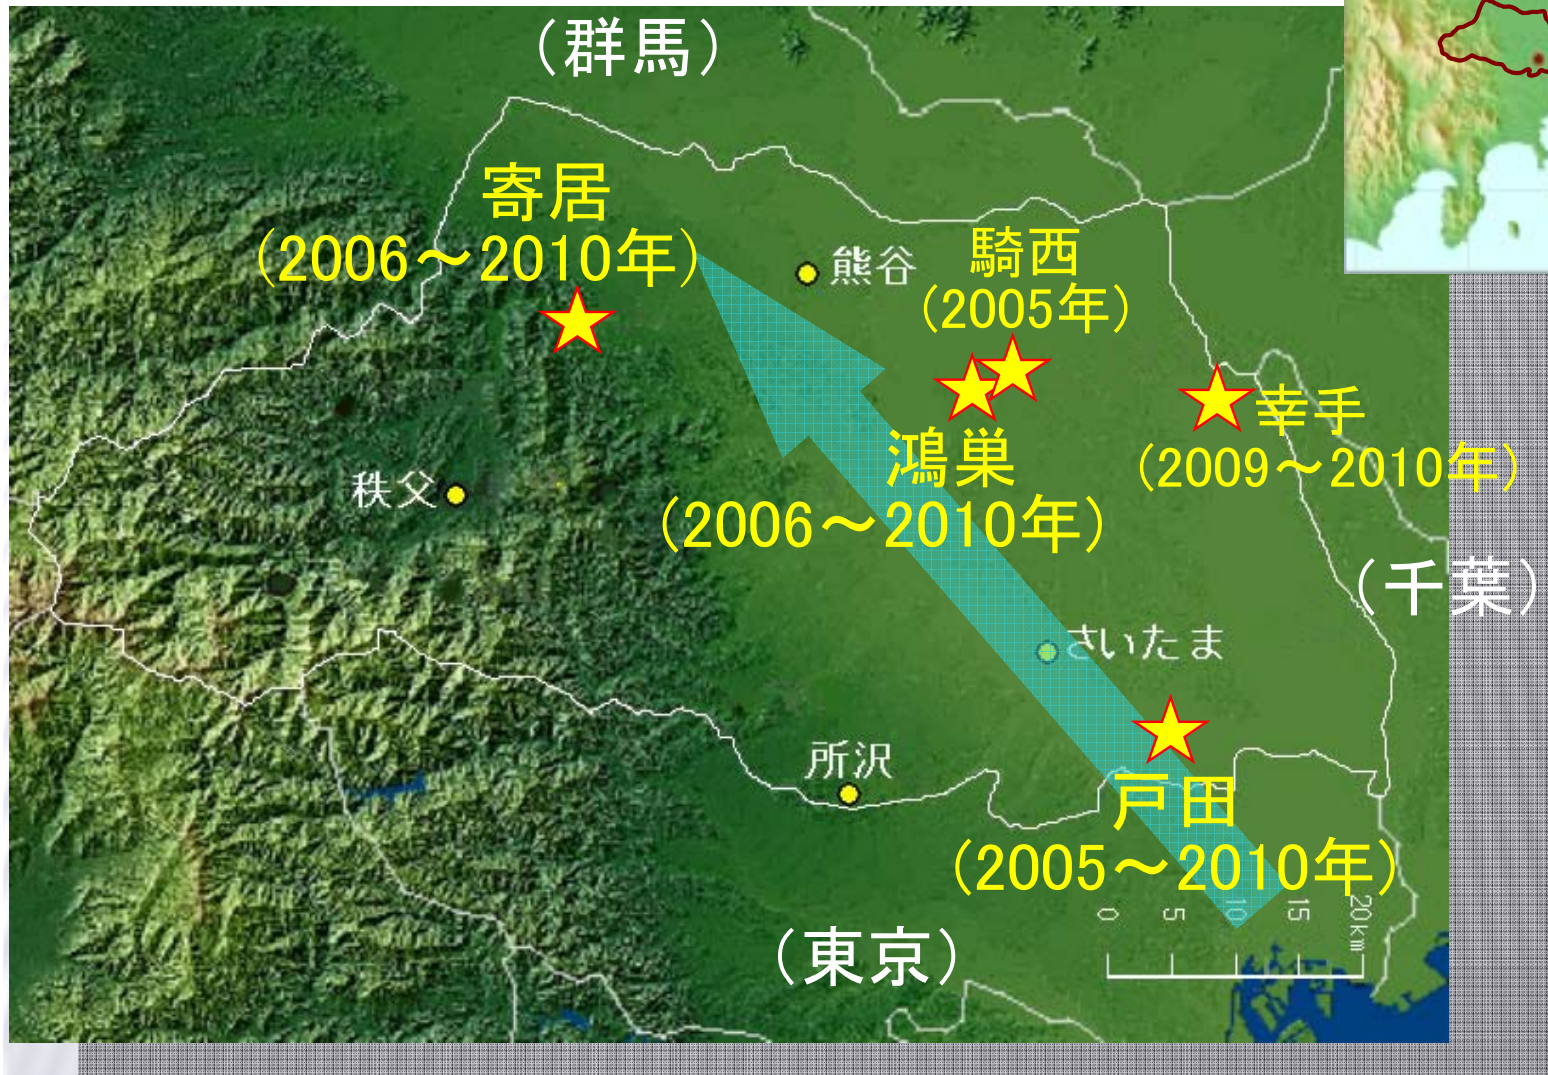 （群馬）
寄居
（2006～2010年）
熊谷
騎西
（2005年）
幸手
（2009～2010年）
鴻巣
（2006～2010年）
秩父
（千葉）
さいたま
所沢
戸田
（2005～2010年）
0 5 10 15 20km
（東京）